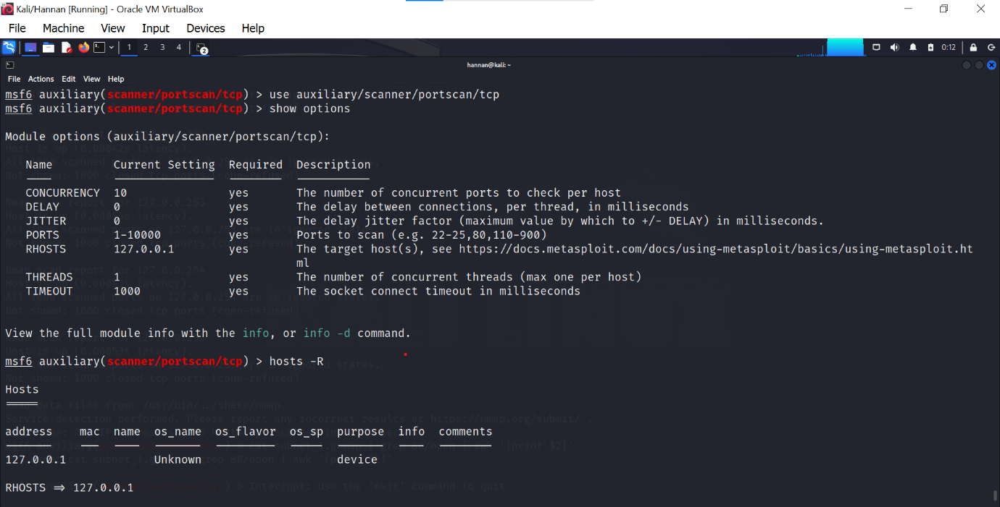 Kali/Hannan [Running] - Oracle VM VirtualBox
File Machine View Input Devices Help
1 2 3 4 2 0:12
hannan@kali: ~
File Actions Edit View Help
msf6 auxiliary(scanner/portscan/tcp) > use auxiliary/scanner/portscan/tcp
msf6 auxiliary(scanner/portscan/tcp) > show options
Module options (auxiliary/scanner/portscan/tcp):
Name Current Setting Required Description
CONCURRENCY 10 yes The number of concurrent ports to check per host
DELAY 0 yes The delay between connections, per thread, in milliseconds
JITTER 0 yes The delay jitter factor (maximum value by which to +/- DELAY) in milliseconds.
PORTS 1-10000 yes Ports to scan (e.g. 22-25,80,110-900)
RHOSTS 127.0.0.1 yes The target host(s), see https://docs.metasploit.com/docs/using-metasploit/basics/using-metasploit.ht
ml
THREADS 1 yes The number of concurrent threads (max one per host)
TIMEOUT 1000 yes The socket connect timeout in milliseconds
View the full module info with the info, or info -d command.
msf6 auxiliary(scanner/portscan/tcp) > hosts -R
Hosts
address mac name os_name os_flavor os_sp purpose info comments
127.0.0.1 Unknown device
RHOSTS => 127.0.0.1